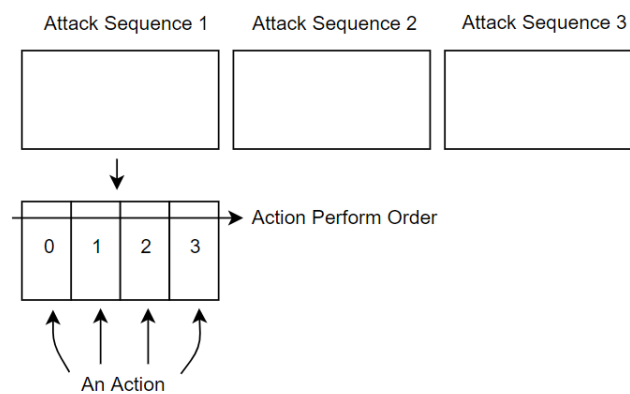 Attack Sequence 1
Attack Sequence 2
Attack Sequence 3
Action Perform Order
0
1
2
3
An Action